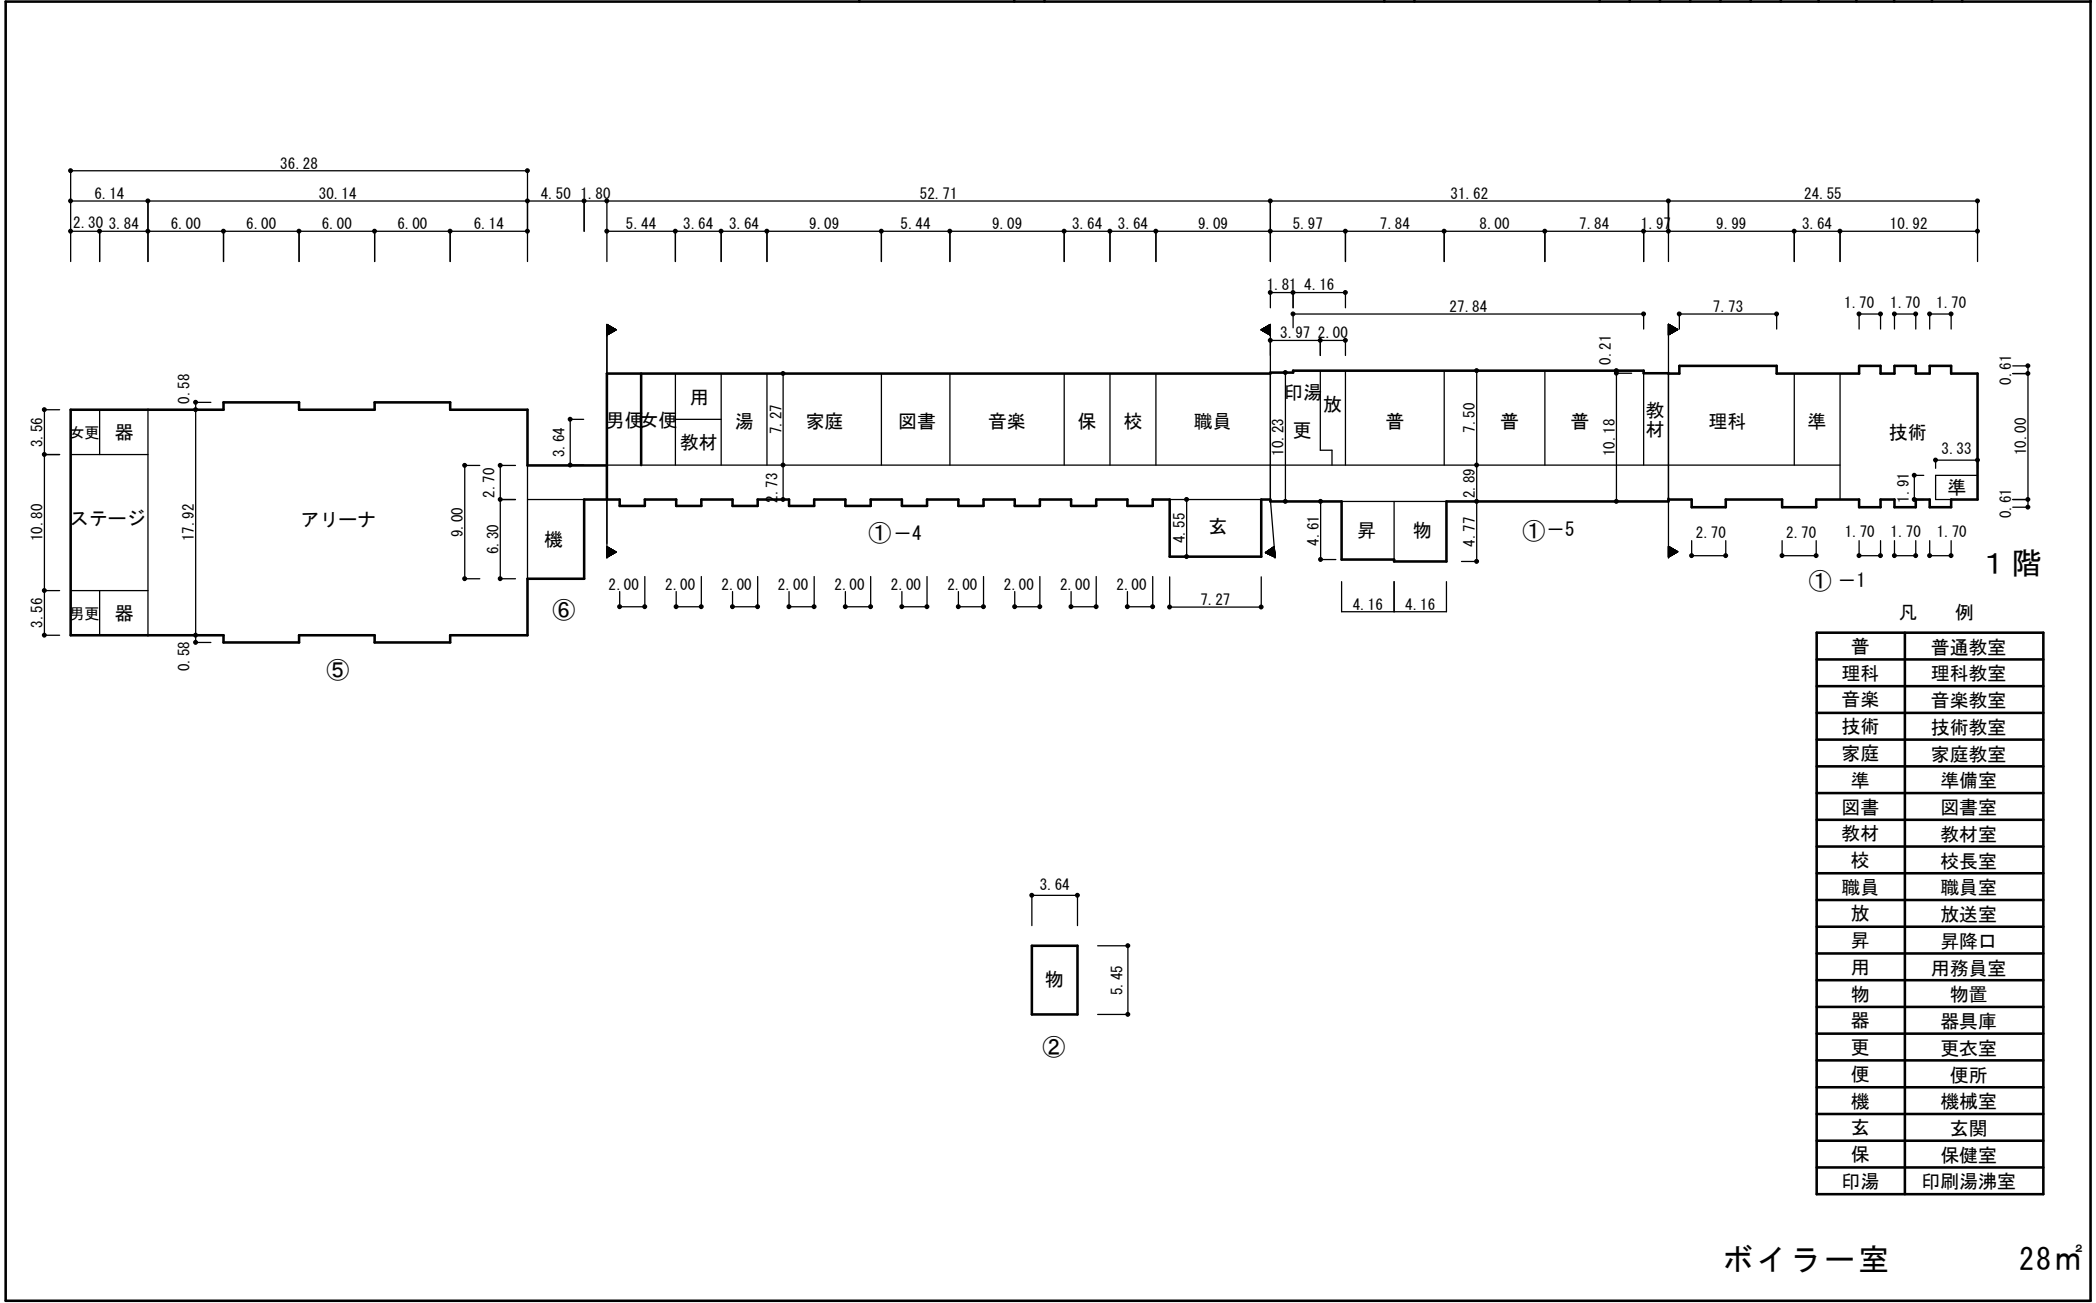 36.28
6.14 30.14 4.50 1.80 52.71 31.62 24.55
2.30 3.84 6.00 6.00 6.00 6.00 6.14 5.44 3.64 3.64 9.09 5.44 9.09 3.64 3.64 9.09 5.97 7.84 8.00 7.84 1.97 9.99 3.64 10.92
1.81 4.16
27.84 7.73 1.70 1.70 1.70
3.97 2.00
0.21 0.61
0.58
3.56 10.80 3.56
女更 器
ステージ
男更 器
17.92
アリーナ
0.58
⑤
9.00 2.70 6.30 3.64
機
⑥
男便 女便 用 教材 湯 7.27 家庭 図書 音楽 保 校 職員
2.73
①-4
4.55 玄
2.00 2.00 2.00 2.00 2.00 2.00 2.00 2.00 2.00 2.00 7.27
10.23 印湯 更 放 普 7.50 普 普 10.18 教材
2.89
4.61 昇 物 4.77
①-5
4.16 4.16
理科 準 技術
3.33
1.91 準
10.00
0.61
2.70 2.70 1.70 1.70 1.70
①-1
1階
3.64
物
5.45
②
凡 例
普 普通教室
理科 理科教室
音楽 音楽教室
技術 技術教室
家庭 家庭教室
準 準備室
図書 図書室
教材 教材室
校 校長室
職員 職員室
放 放送室
昇 昇降口
用 用務員室
物 物置
器 器具庫
更 更衣室
便 便所
機 機械室
玄 玄関
保 保健室
印湯 印刷湯沸室
ボイラー室 28㎡